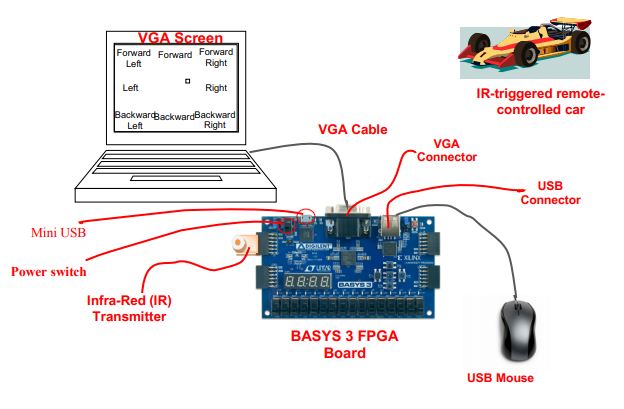 VGA Screen
Forward
Left
Forward
Forward
Right
Left
Right
Backward
Left
Backward
Backward
Right
IR-triggered remote-
controlled car
VGA Cable
VGA
Connector
USB
Connector
Mini USB
Power switch
Infra-Red (IR)
Transmitter
DIGILENT
XILINX
BASYS 3
BASYS 3 FPGA
Board
USB Mouse